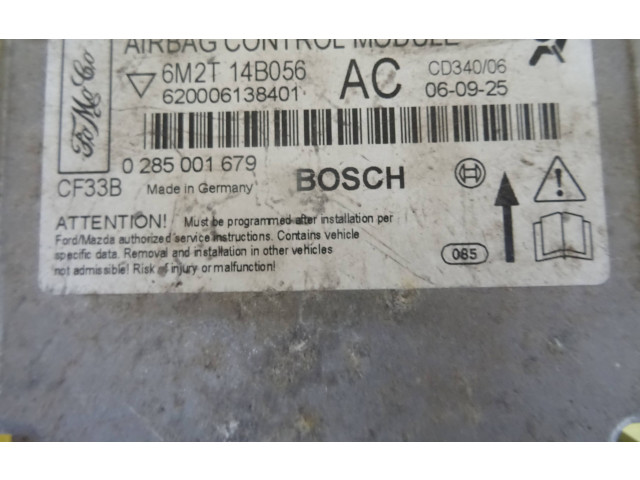 AIRBAG CONTROL MODULE
FoMoCo
6M2T 14B056 AC CD340/06
620006138401 06-09-25
0 285 001 679
CF33B Made in Germany BOSCH
ATTENTION! Must be programmed after installation per
Ford/Mazda authorized service instructions. Contains vehicle
specific data. Removal and installation in other vehicles
not admissible! Risk of injury or malfunction!
085